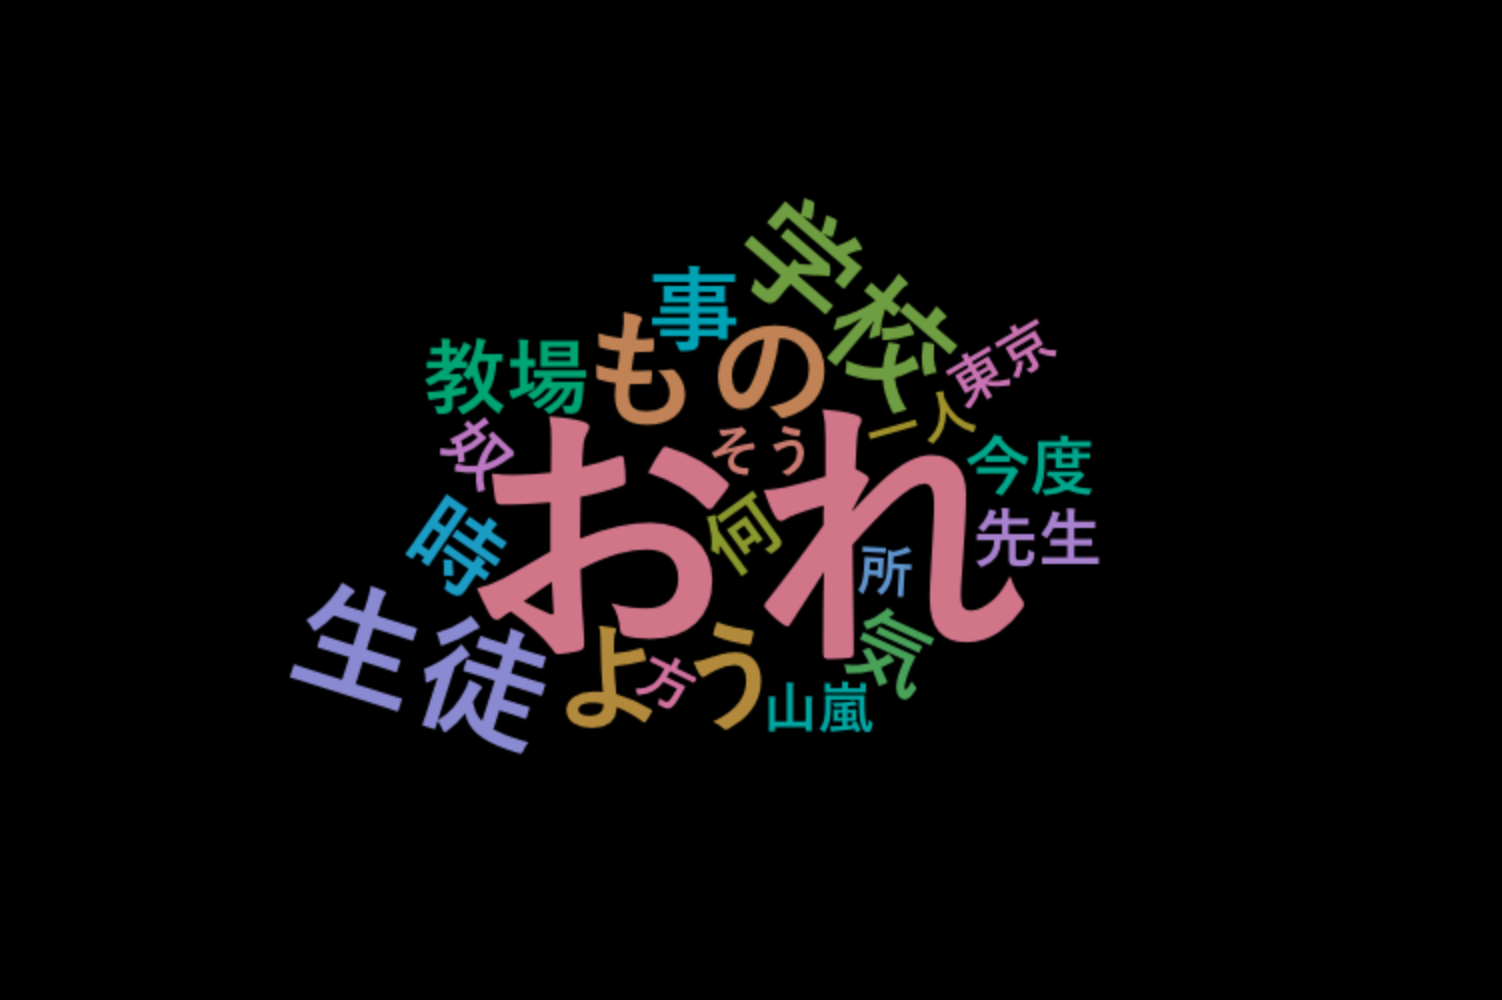 学校
事
もの
東京
教場
一人
そう
奴
今度
おれ
何
先生
時
所
生徒
気
よう
方
山嵐